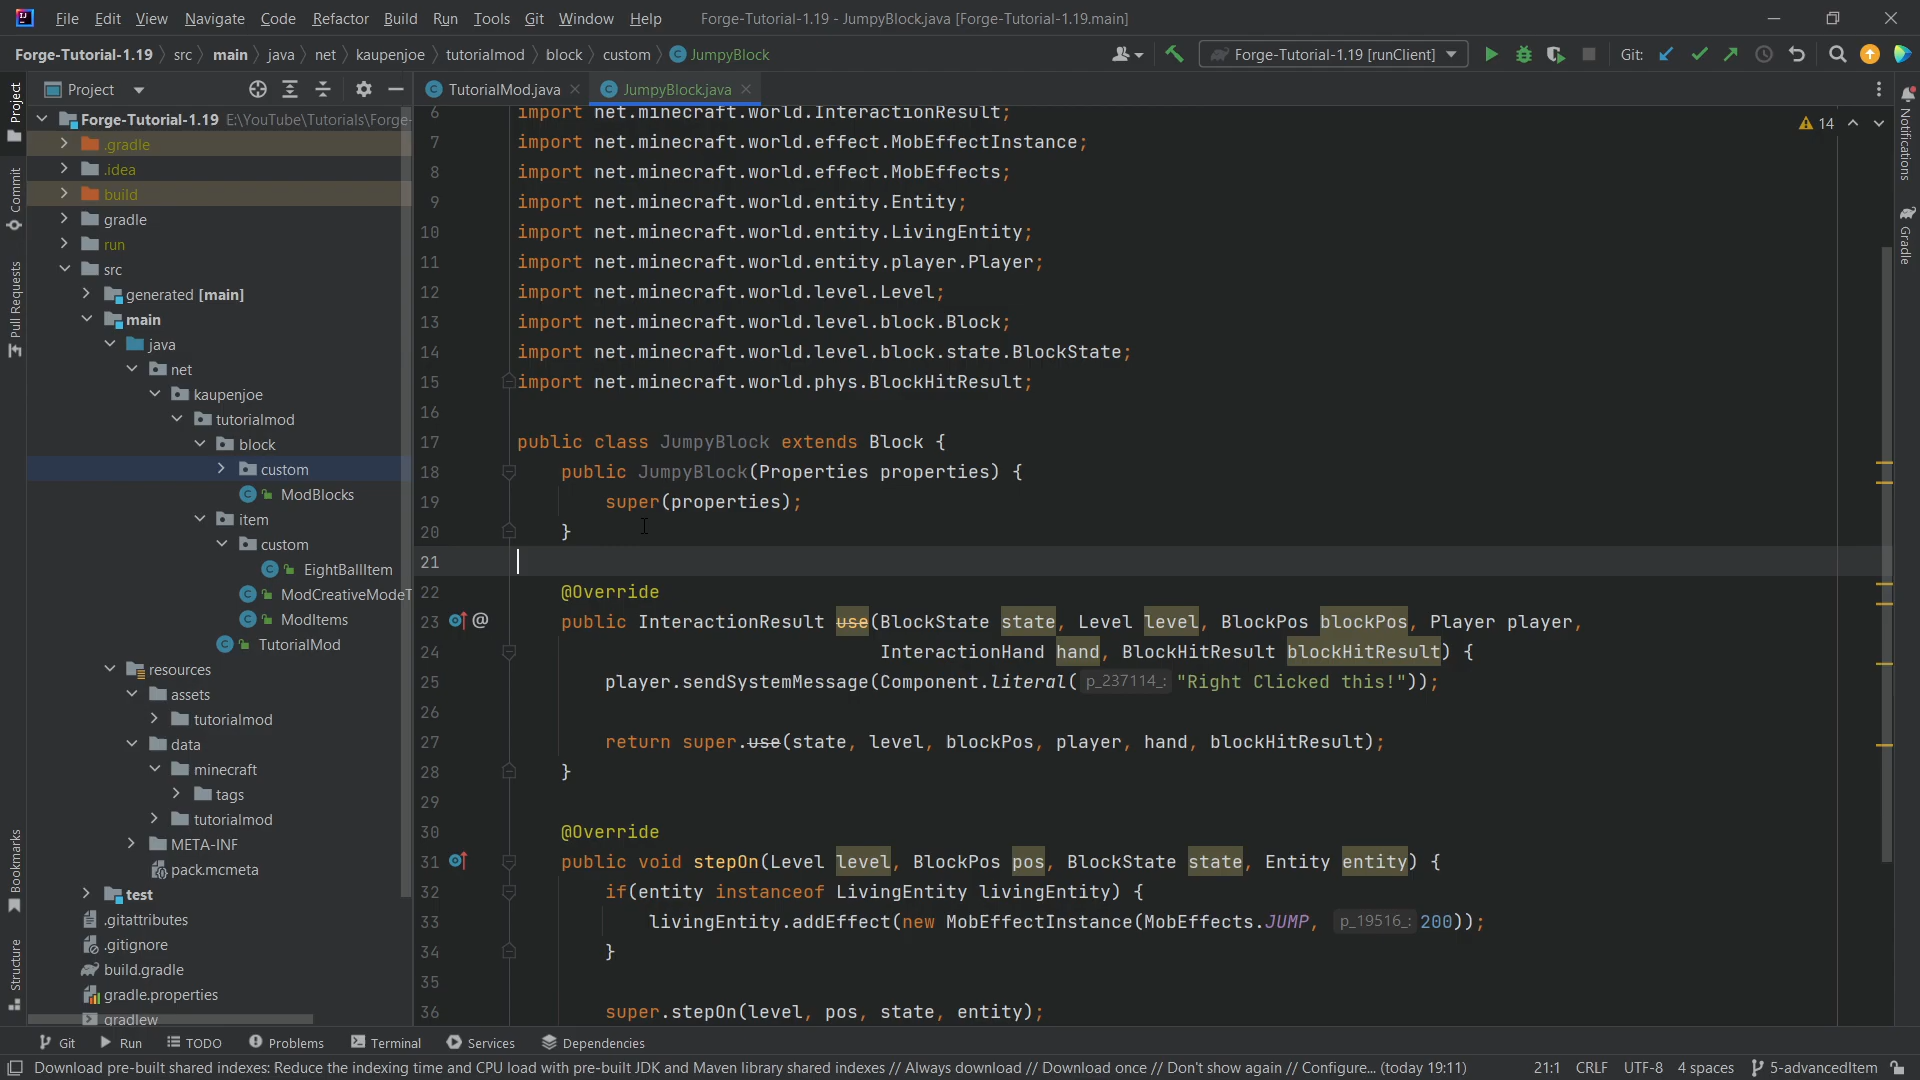 File Edit View Navigate Code Refactor Build Run Tools Git Window Help Forge-Tutorial-1.19 - JumpyBlock.java [Forge-Tutorial-1.19.main]
Forge-Tutorial-1.19 src main java net kaupenjoe tutorialmod block custom JumpyBlock Forge-Tutorial-1.19 [runClient] Git:
Project TutorialMod.java JumpyBlock.java
Project
Commit
Pull Requests
Bookmarks
Structure
Forge-Tutorial-1.19 E:\YouTube\Tutorials\Forge-
.gradle
.idea
build
gradle
run
src
generated [main]
main
java
net
kaupenjoe
tutorialmod
block
custom
ModBlocks
item
custom
EightBallItem
ModCreativeModeT
ModItems
TutorialMod
resources
assets
tutorialmod
data
minecraft
tags
tutorialmod
META-INF
pack.mcmeta
test
.gitattributes
.gitignore
build.gradle
gradle.properties
gradlew
14
6 import net.minecraft.world.InteractionResult;
7 import net.minecraft.world.effect.MobEffectInstance;
8 import net.minecraft.world.effect.MobEffects;
9 import net.minecraft.world.entity.Entity;
10 import net.minecraft.world.entity.LivingEntity;
11 import net.minecraft.world.entity.player.Player;
12 import net.minecraft.world.level.Level;
13 import net.minecraft.world.level.block.Block;
14 import net.minecraft.world.level.block.state.BlockState;
15 import net.minecraft.world.phys.BlockHitResult;
16
17 public class JumpyBlock extends Block {
18 public JumpyBlock(Properties properties) {
19 super(properties);
20 }
21
22 @Override
23 @ public InteractionResult use(BlockState state, Level level, BlockPos blockPos, Player player,
24 InteractionHand hand, BlockHitResult blockHitResult) {
25 player.sendSystemMessage(Component.literal( p_237114_: "Right Clicked this!"));
26
27 return super.use(state, level, blockPos, player, hand, blockHitResult);
28 }
29
30 @Override
31 public void stepOn(Level level, BlockPos pos, BlockState state, Entity entity) {
32 if(entity instanceof LivingEntity livingEntity) {
33 livingEntity.addEffect(new MobEffectInstance(MobEffects.JUMP, p_19516_: 200));
34 }
35
36 super.stepOn(level, pos, state, entity);
Notifications
Gradle
Git Run TODO Problems Terminal Services Dependencies
Download pre-built shared indexes: Reduce the indexing time and CPU load with pre-built JDK and Maven library shared indexes // Always download // Download once // Don't show again // Configure... (today 19:11) 21:1 CRLF UTF-8 4 spaces 5-advancedItem